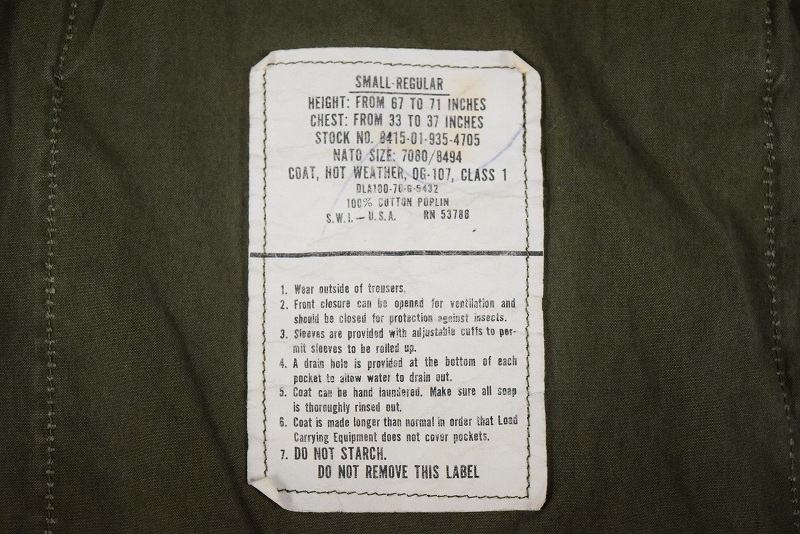 SMALL-REGULAR
HEIGHT: FROM 67 TO 71 INCHES
CHEST: FROM 33 TO 37 INCHES
STOCK NO. 8415-01-935-4705
NATO SIZE: 7080/8494
COAT, HOT WEATHER, OG-107, CLASS 1
DLA100-76-G-5432
100% COTTON POPLIN
S.W.I.—U.S.A. RN 53786
1. Wear outside of trousers.
2. Front closure can be opened for ventilation and
should be closed for protection against insects.
3. Sleeves are provided with adjustable cuffs to per-
mit sleeves to be rolled up.
4. A drain hole is provided at the bottom of each
pocket to allow water to drain out.
5. Coat can be hand laundered. Make sure all soap
is thoroughly rinsed out.
6. Coat is made longer than normal in order that Load
Carrying Equipment does not cover pockets.
7. DO NOT STARCH.
DO NOT REMOVE THIS LABEL